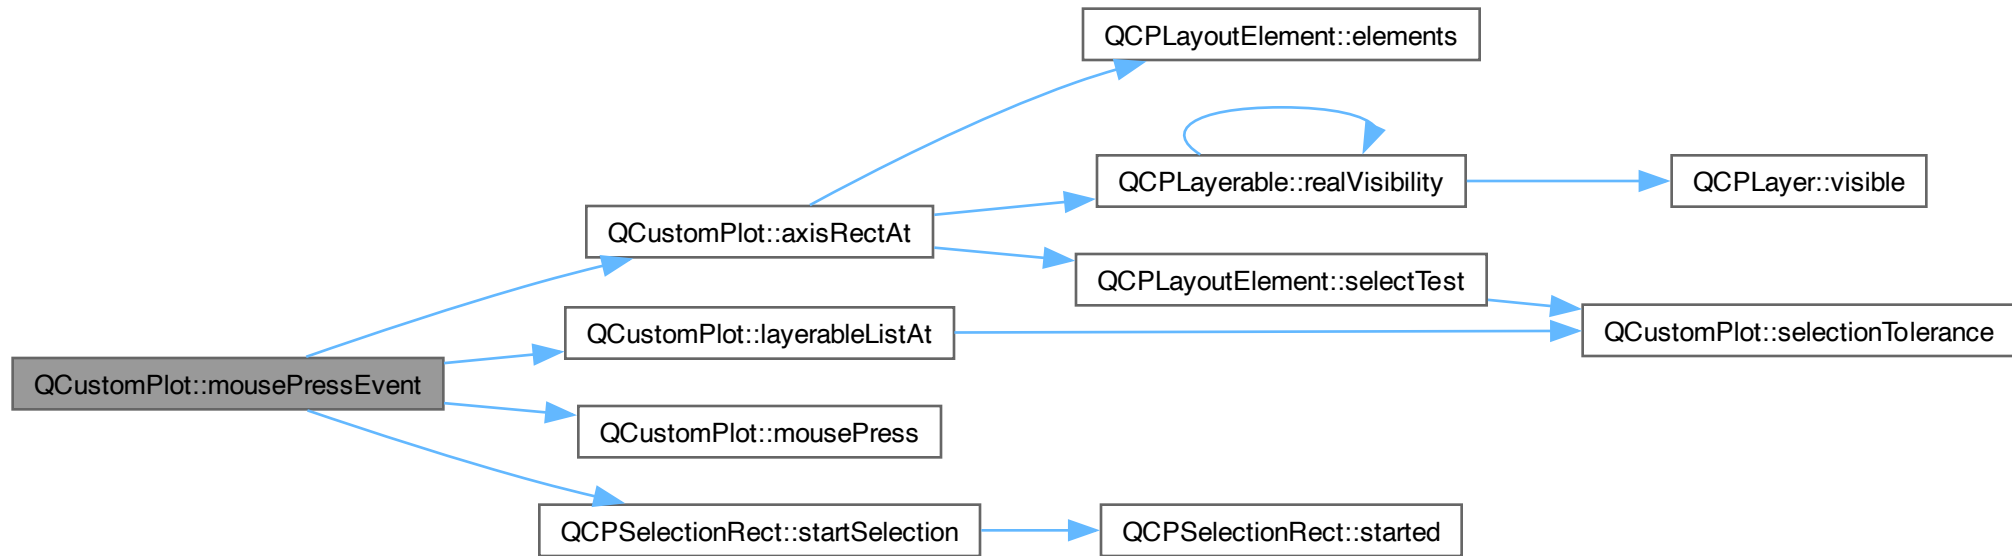 QCPLayoutElement::elements
QCPLayerable::realVisibility
QCPLayer::visible
QCustomPlot::axisRectAt
QCPLayoutElement::selectTest
QCustomPlot::layerableListAt
QCustomPlot::selectionTolerance
QCustomPlot::mousePressEvent
QCustomPlot::mousePress
QCPSelectionRect::startSelection
QCPSelectionRect::started